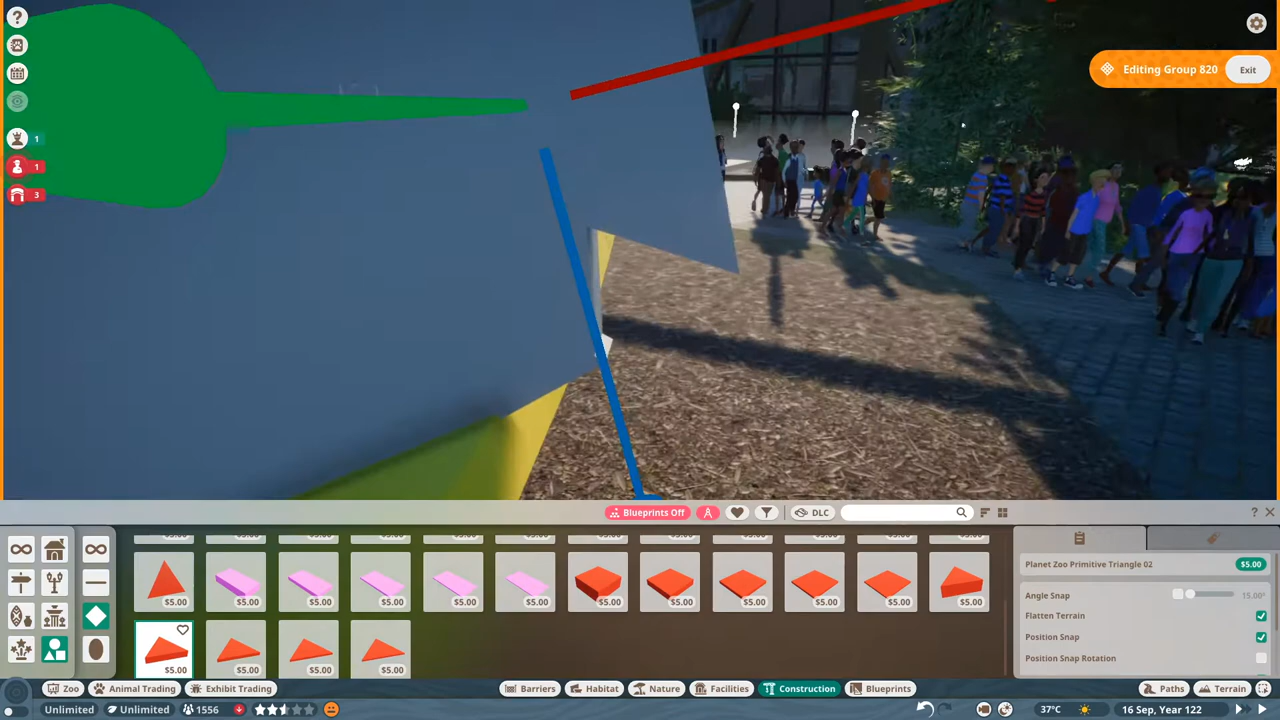 ?
Editing Group 820
Exit
1
1
3
Blueprints Off
DLC
?
$5.00 $5.00 $5.00 $5.00 $5.00 $5.00 $5.00 $5.00 $5.00 $5.00 $5.00 $5.00
$5.00 $5.00 $5.00 $5.00
Planet Zoo Primitive Triangle 02
$5.00
Angle Snap
15.00°
Flatten Terrain
Position Snap
Position Snap Rotation
Zoo
Animal Trading
Exhibit Trading
Barriers
Habitat
Nature
Facilities
Construction
Blueprints
Paths
Terrain
Unlimited
Unlimited
1556
37°C
16 Sep, Year 122